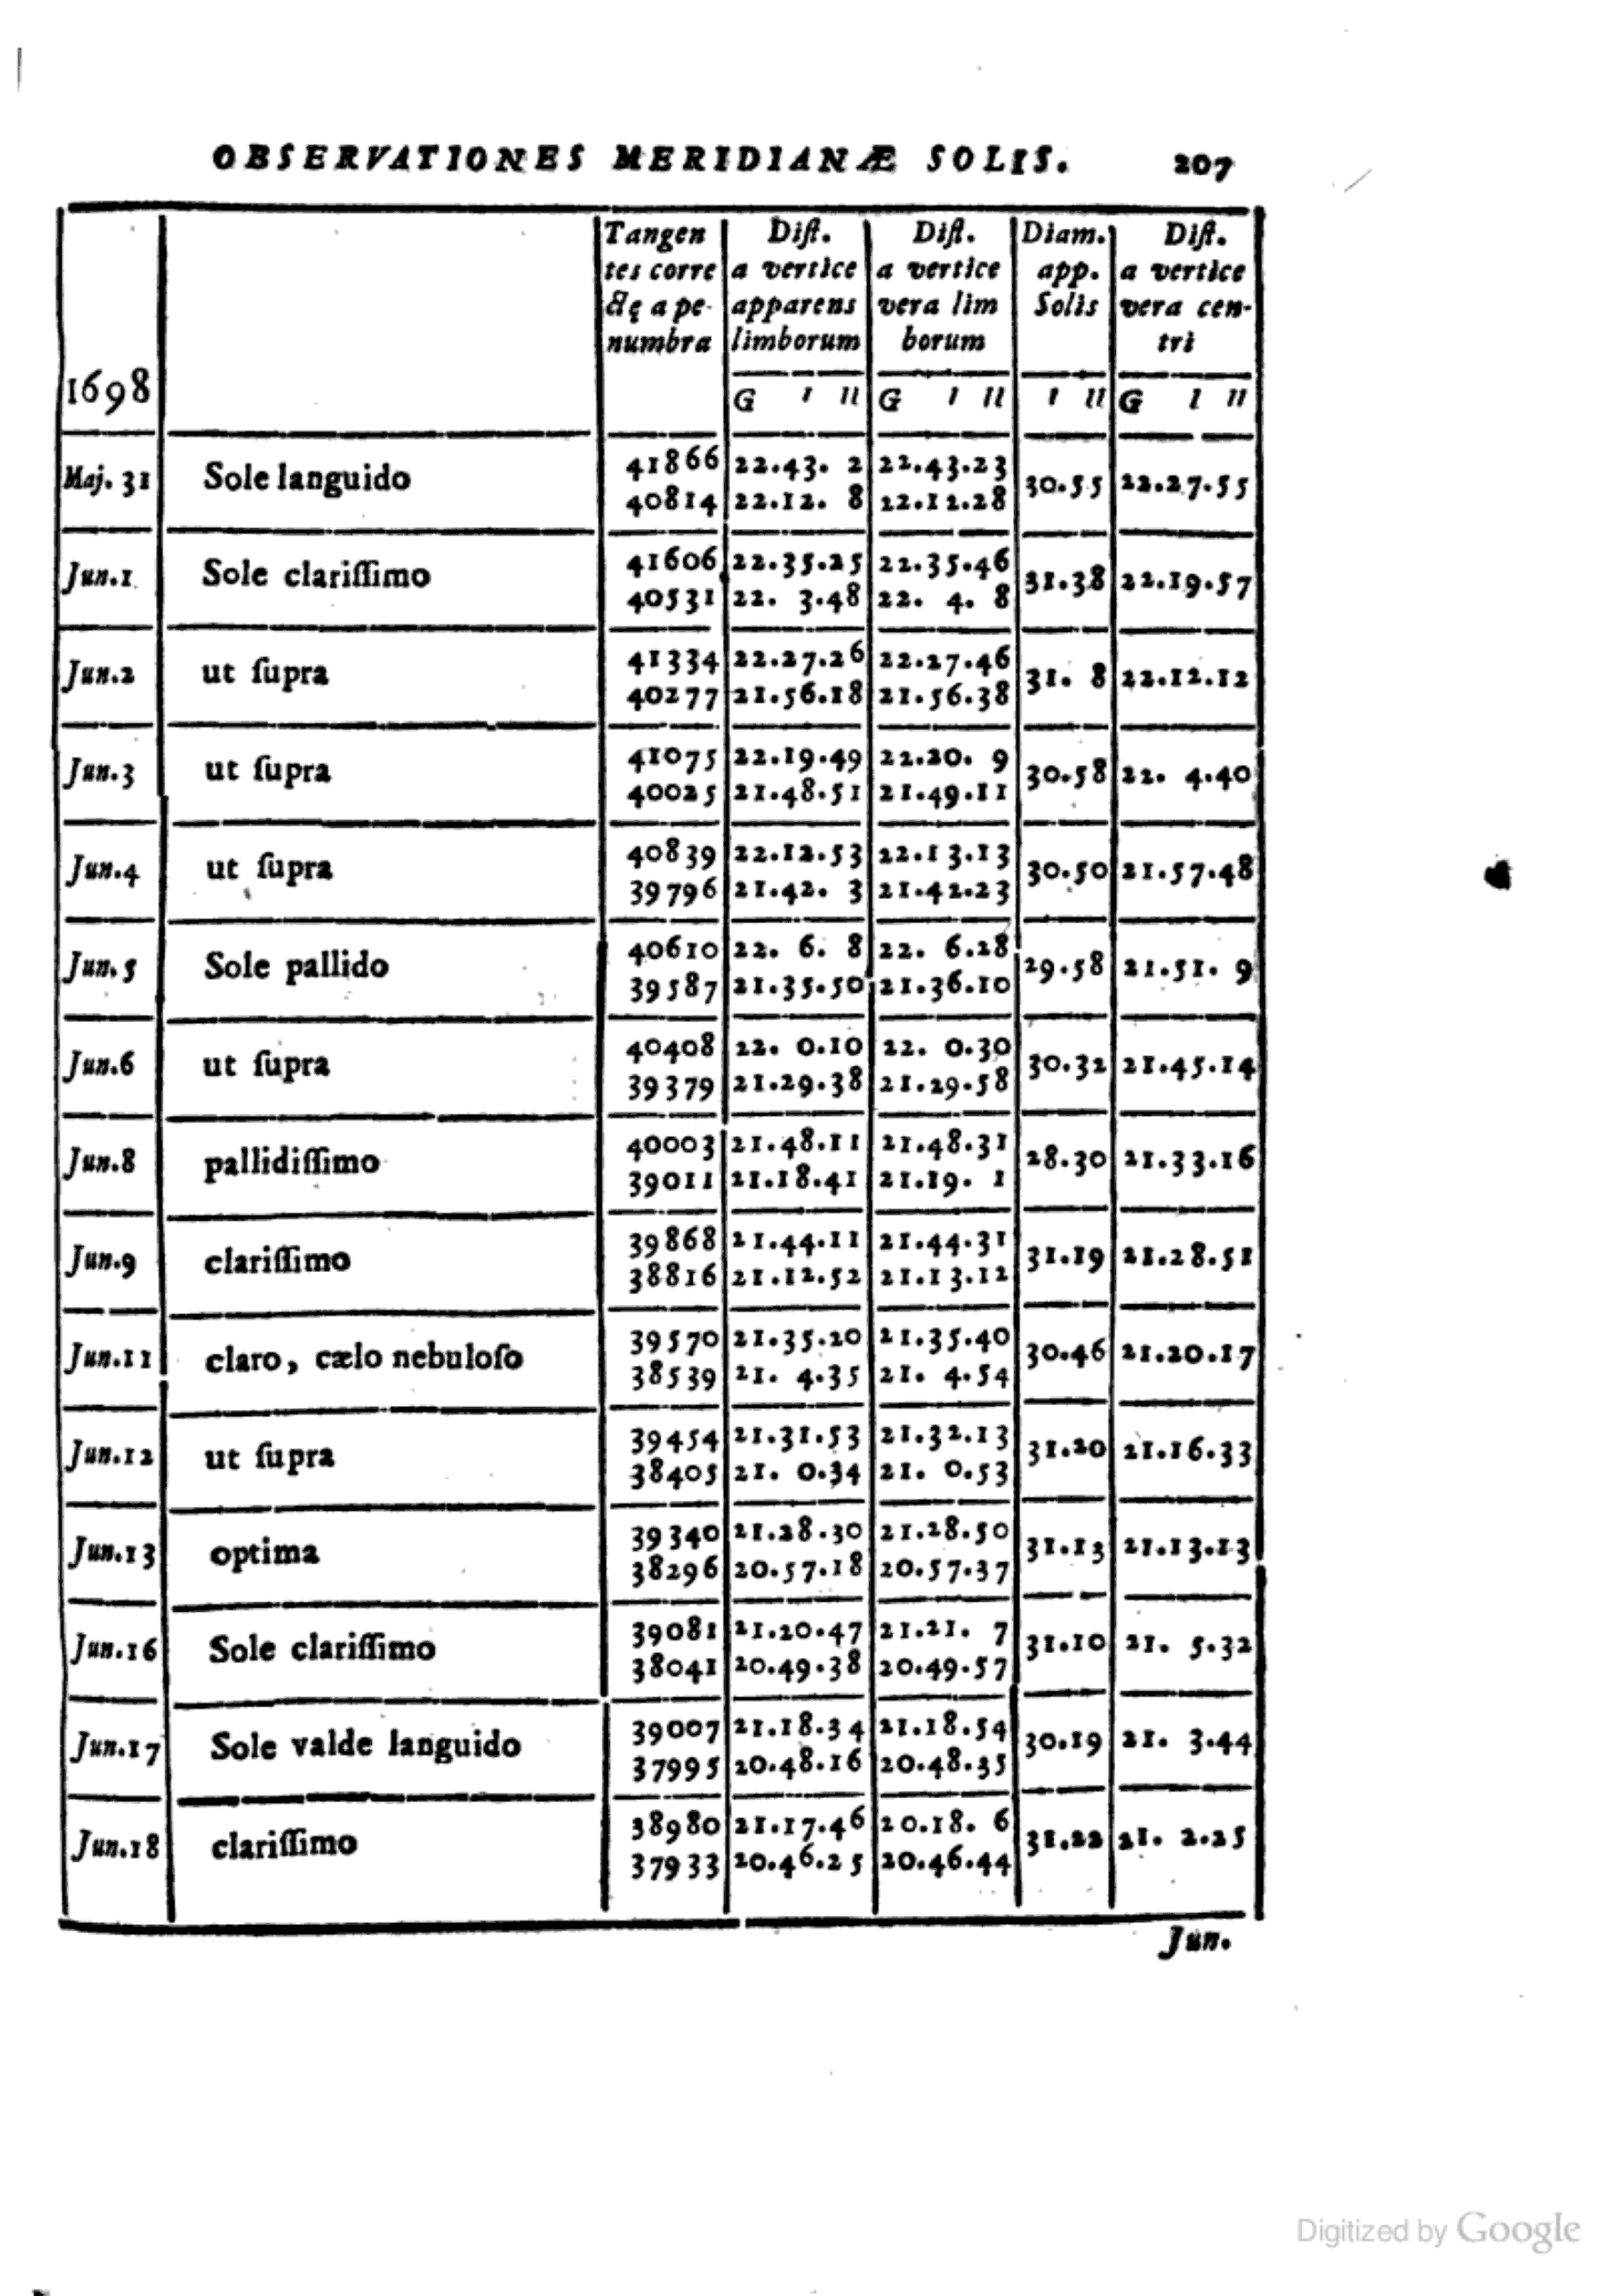 OBSERVATIONES MERIDIANÆ SOLIS. 207
1698
Tangen
tes corre
ctę a pe-
numbra
Dist.
a vertice
apparens
limborum
G ı ıı
Dist.
a vertice
vera lim
borum
G ı ıı
Diam.
app.
Solis
ı ıı
Dist.
a vertice
vera cen-
tri
G ı ıı
Maj. 31 Sole languido 41866 22.43. 2 22.43.23 30.55 22.27.55
40814 22.12. 8 22.12.28
Jun.1 Sole clariſſimo 41606 22.35.25 22.35.46 31.38 22.19.57
40531 22. 3.48 22. 4. 8
Jun.2 ut ſupra 41334 22.27.26 22.27.46 31. 8 22.12.12
40277 21.56.18 21.56.38
Jun.3 ut ſupra 41075 22.19.49 22.20. 9 30.58 22. 4.40
40025 21.48.51 21.49.11
Jun.4 ut ſupra 40839 22.12.53 22.13.13 30.50 21.57.48
39796 21.42. 3 21.42.23
Jun.5 Sole pallido 40610 22. 6. 8 22. 6.28 29.58 21.51. 9
39587 21.35.50 21.36.10
Jun.6 ut ſupra 40408 22. 0.10 22. 0.30 30.32 21.45.14
39379 21.29.38 21.29.58
Jun.8 pallidiſſimo 40003 21.48.11 21.48.31 28.30 21.33.16
39011 21.18.41 21.19. 1
Jun.9 clariſſimo 39868 21.44.11 21.44.31 31.19 21.28.51
38816 21.12.52 21.13.12
Jun.11 claro, cælo nebuloſo 39570 21.35.20 21.35.40 30.46 21.20.17
38539 21. 4.35 21. 4.54
Jun.12 ut ſupra 39454 21.31.53 21.32.13 31.20 21.16.33
38405 21. 0.34 21. 0.53
Jun.13 optima 39340 21.28.30 21.28.50 31.13 21.13.13
38296 20.57.18 20.57.37
Jun.16 Sole clariſſimo 39081 21.20.47 21.21. 7 31.10 21. 5.32
38041 20.49.38 20.49.57
Jun.17 Sole valde languido 39007 21.18.34 21.18.54 30.19 21. 3.44
37995 20.48.16 20.48.35
Jun.18 clariſſimo 38980 21.17.46 20.18. 6 31.22 21. 2.25
37933 20.46.25 20.46.44
Jun.
Digitized by Google